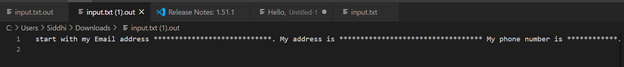 input.txt.out input.txt (1).out Release Notes: 1.51.1 Hello, Untitled-1 input.txt
C: > Users > Siddhi > Downloads > input.txt (1).out
1 start with my Email address ****************************. My address is ********************************** My phone number is ************.
2